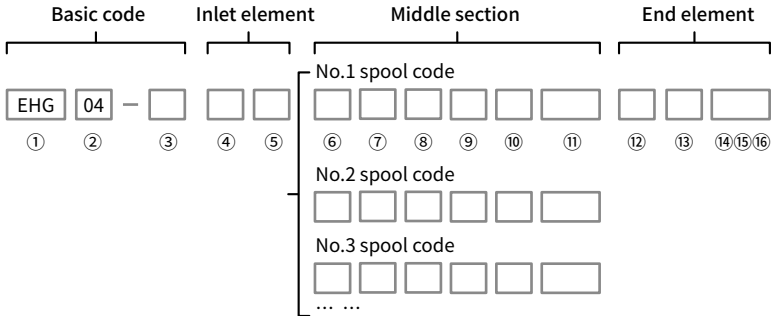 Basic code Inlet element Middle section End element
No.1 spool code
EHG 04 –
① ② ③ ④ ⑤ ⑥ ⑦ ⑧ ⑨ ⑩ ⑪ ⑫ ⑬ ⑭⑮⑯
No.2 spool code
No.3 spool code
... ...